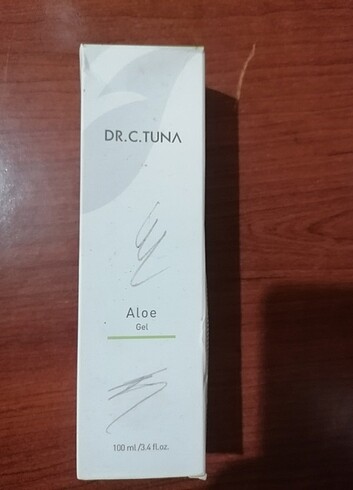 DR.C.TUNA
Aloe
Gel
100 ml/3.4 fl.oz.